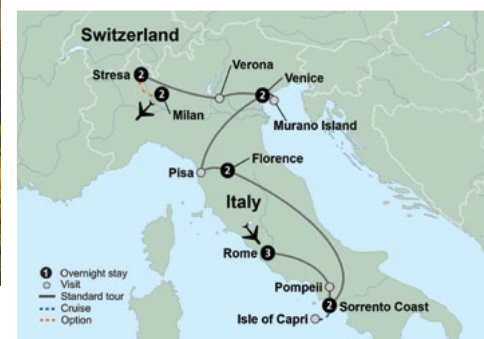 Switzerland
Stresa
2
Verona
Venice
2
2
Milan
Murano Island
Florence
Pisa
2
Italy
Rome
3
Pompeii
2
Sorrento Coast
Isle of Capri
1 Overnight stay
Visit
Standard tour
Cruise
Option